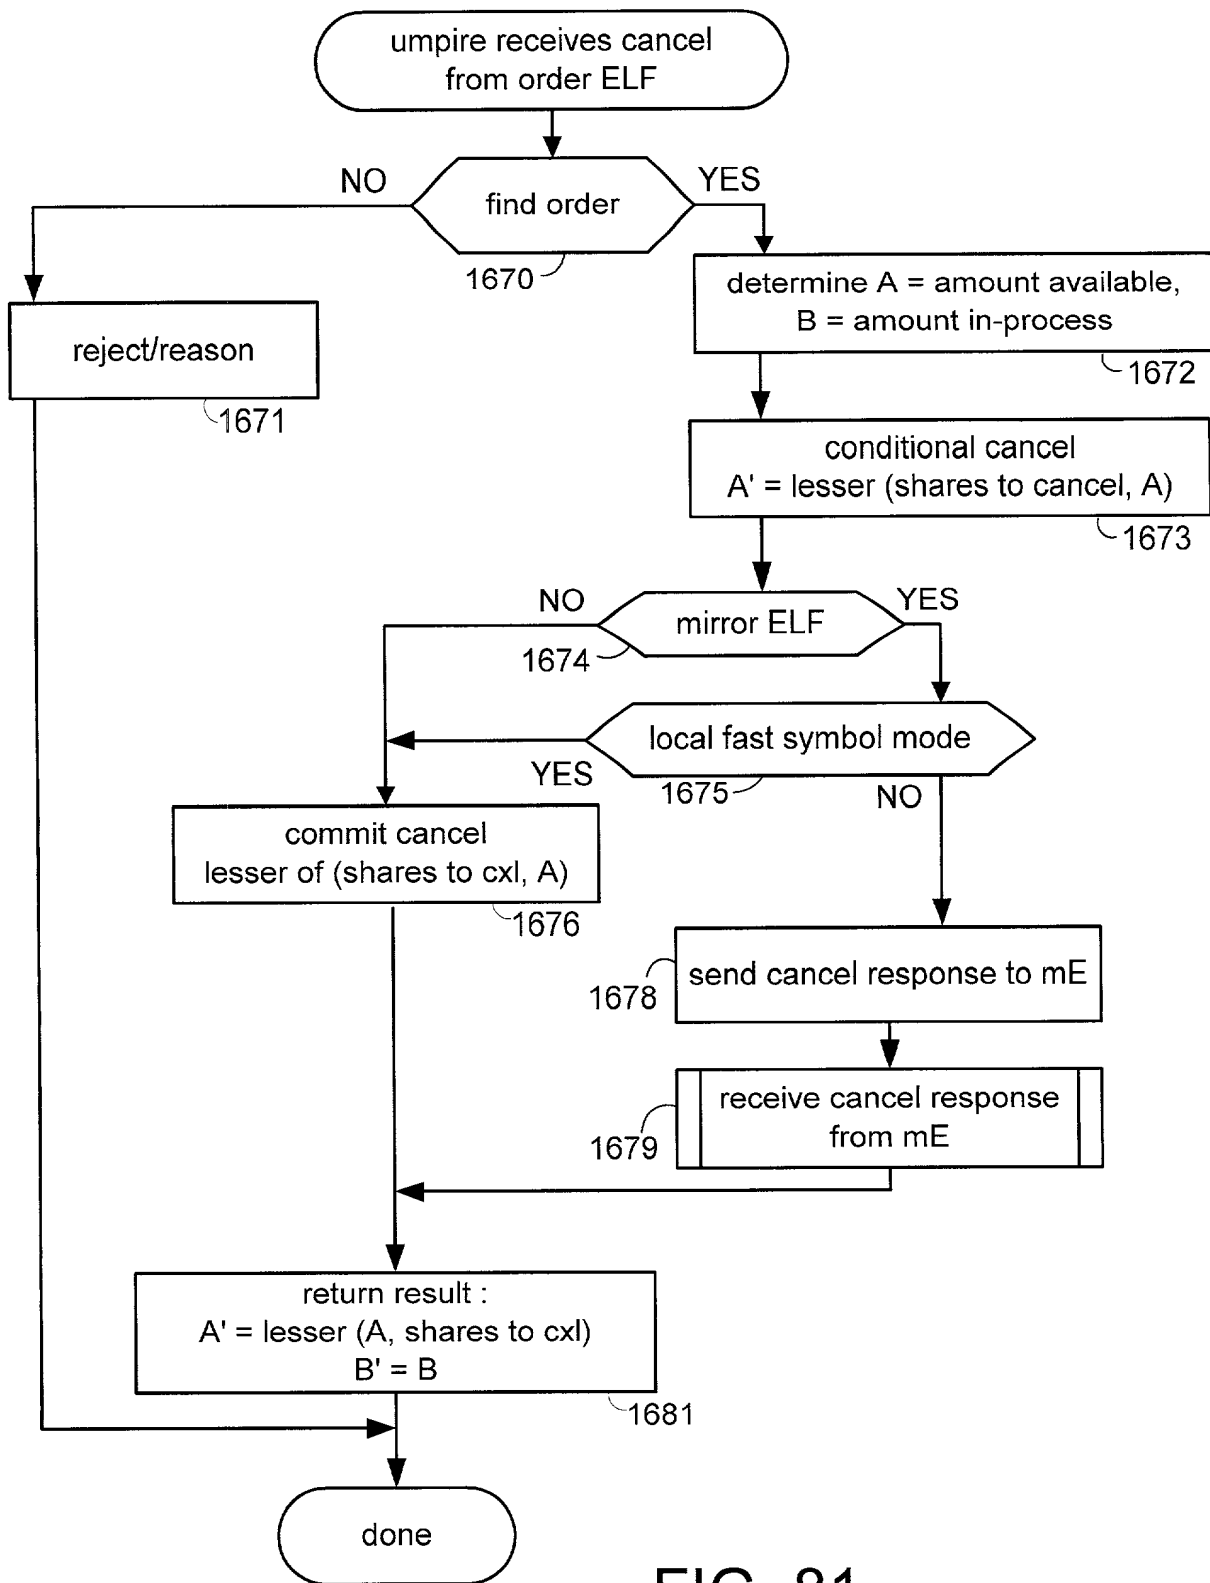 umpire receives cancel
from order ELF
NO
YES
find order
1670
determine A = amount available,
B = amount in-process
1672
reject/reason
1671
conditional cancel
A' = lesser (shares to cancel, A)
1673
NO
YES
mirror ELF
1674
local fast symbol mode
YES
1675
NO
commit cancel
lesser of (shares to cxl, A)
1676
send cancel response to mE
1678
receive cancel response
from mE
1679
return result :
A' = lesser (A, shares to cxl)
B' = B
1681
done
FIG. 81